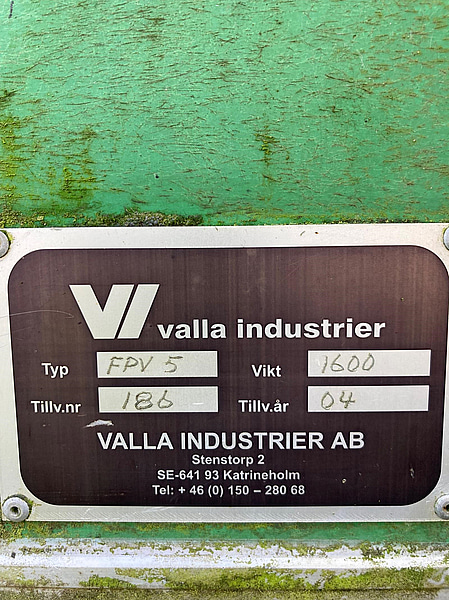 VI valla industrier
Typ FPV 5 Vikt 1600
Tillv.nr 186 Tillv.år 04
VALLA INDUSTRIER AB
Stenstorp 2
SE-641 93 Katrineholm
Tel: + 46 (0) 150 – 280 68